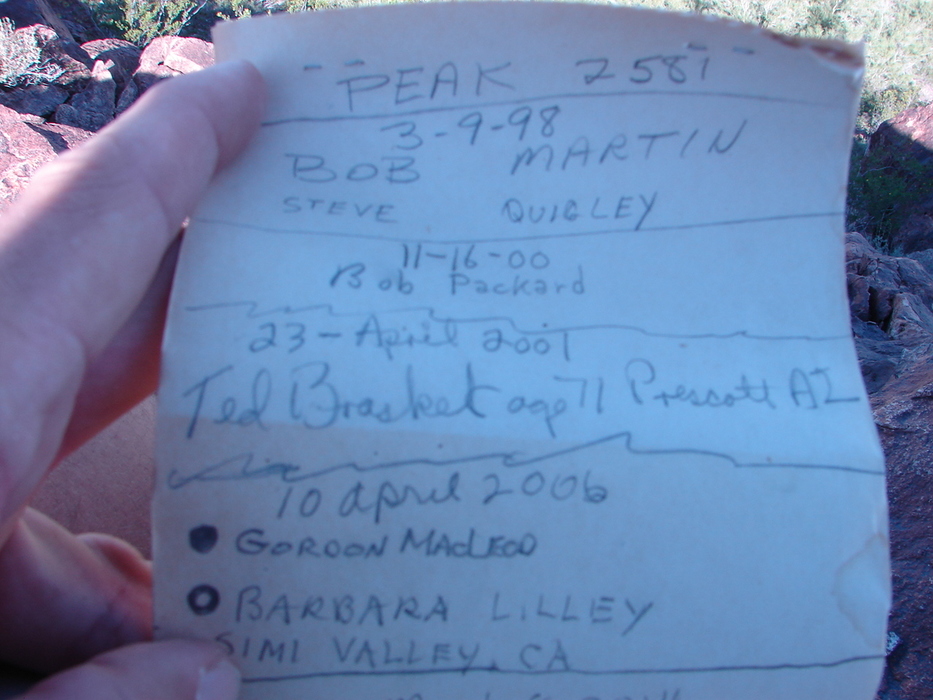 PEAK 2581
3-9-98
BOB MARTIN
STEVE QUIGLEY
11-16-00
Bob Packard
23-April 2001
Ted Brasket age 71 Prescott AZ
10 april 2006
GORDON MACLEOD
BARBARA LILLEY
SIMI VALLEY, CA